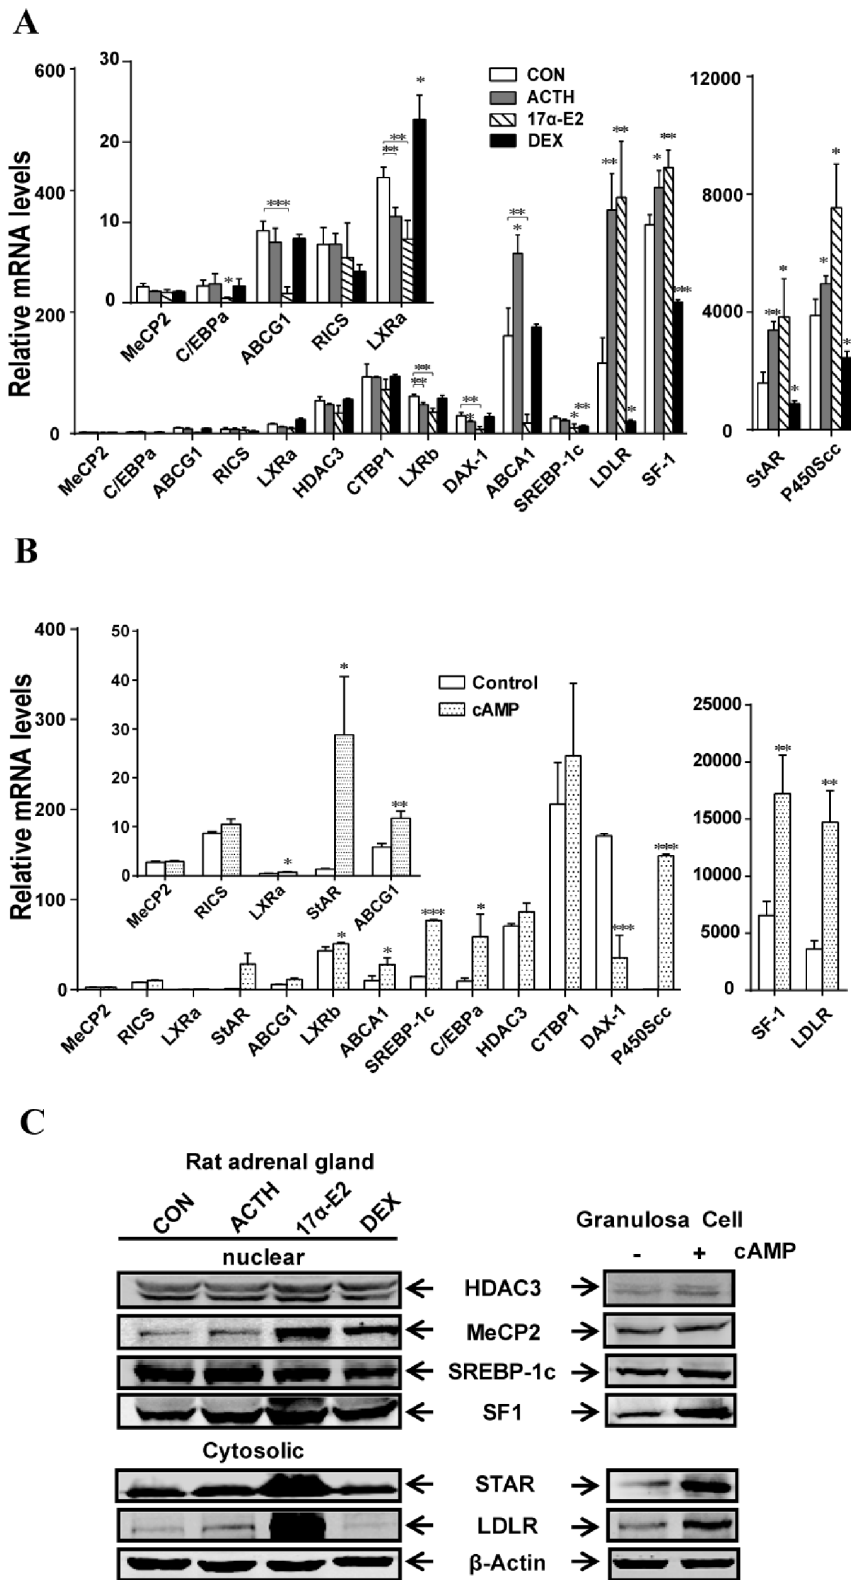 A
Relative mRNA levels
600
400
200
0
30
20
10
0
MeCP2
C/EBPa
ABCG1
RICS
LXRa
*
***
**
**
*
CON
ACTH
17α-E2
DEX
**
**
**
*
**
*
*
**
**
**
*
*
**
***
MeCP2
C/EBPa
ABCG1
RICS
LXRa
HDAC3
CTBP1
LXRb
DAX-1
ABCA1
SREBP-1c
LDLR
SF-1
12000
8000
4000
0
**
*
*
*
*
*
StAR
P450Scc
B
Relative mRNA levels
400
300
200
100
0
50
40
30
20
10
0
*
*
**
MeCP2
RICS
LXRa
StAR
ABCG1
Control
cAMP
*
*
***
*
***
***
MeCP2
RICS
LXRa
StAR
ABCG1
LXRb
ABCA1
SREBP-1c
C/EBPa
HDAC3
CTBP1
DAX-1
P450Scc
25000
20000
15000
10000
5000
0
**
**
SF-1
LDLR
C
Rat adrenal gland
CON ACTH 17α-E2 DEX
Granulosa Cell
- + cAMP
nuclear
HDAC3
MeCP2
SREBP-1c
SF1
Cytosolic
STAR
LDLR
β-Actin